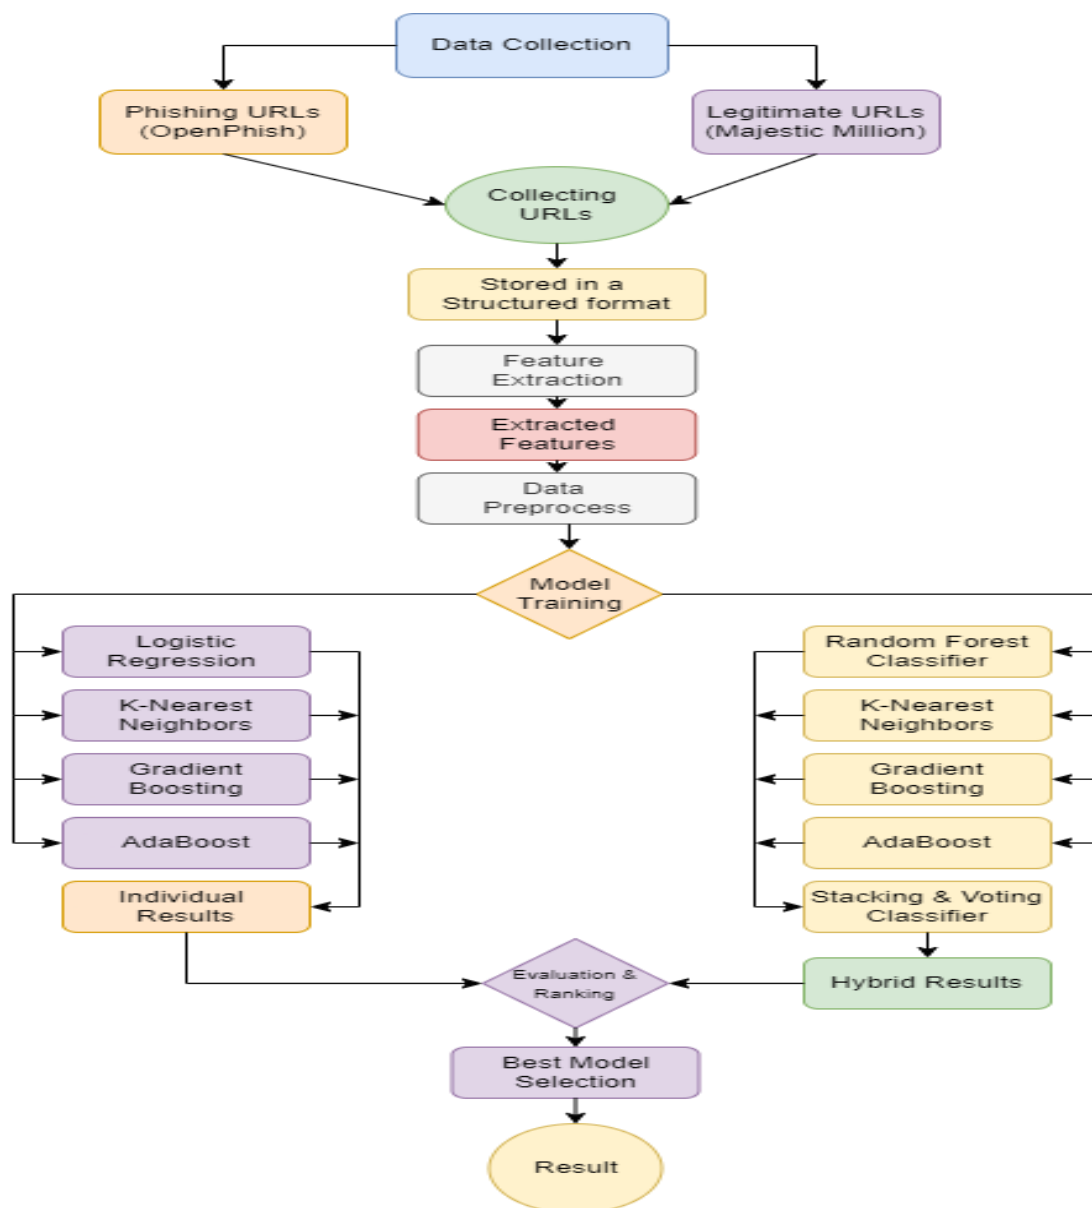 Data Collection
Phishing URLs
(OpenPhish)
Legitimate URLs
(Majestic Million)
Collecting
URLs
Stored in a
Structured format
Feature
Extraction
Extracted
Features
Data
Preprocess
Model
Training
Logistic
Regression
K-Nearest
Neighbors
Gradient
Boosting
AdaBoost
Individual
Results
Random Forest
Classifier
K-Nearest
Neighbors
Gradient
Boosting
AdaBoost
Stacking & Voting
Classifier
Hybrid Results
Evaluation &
Ranking
Best Model
Selection
Result